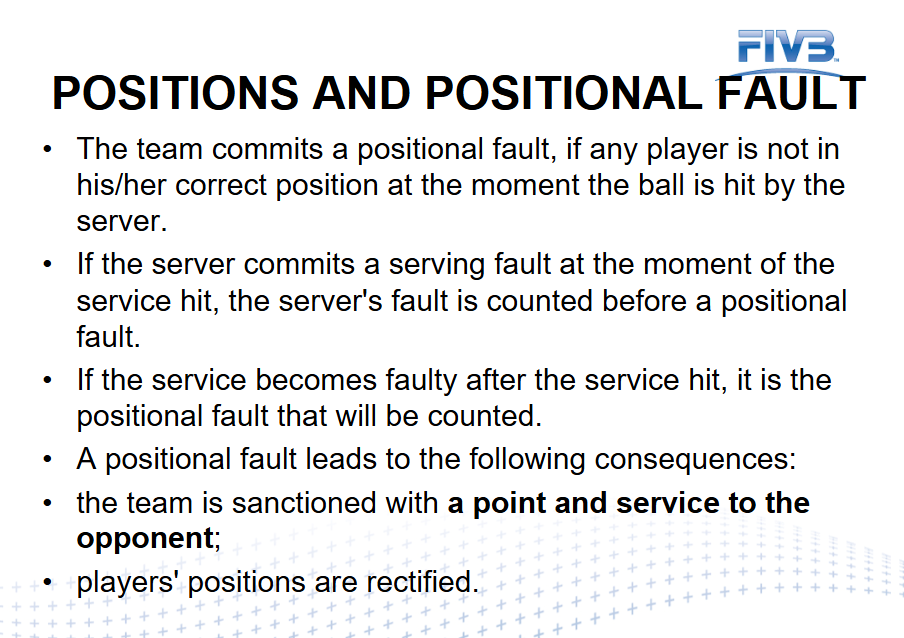 FIVB
TM
POSITIONS AND POSITIONAL FAULT
• The team commits a positional fault, if any player is not in
his/her correct position at the moment the ball is hit by the
server.
• If the server commits a serving fault at the moment of the
service hit, the server's fault is counted before a positional
fault.
• If the service becomes faulty after the service hit, it is the
positional fault that will be counted.
• A positional fault leads to the following consequences:
• the team is sanctioned with a point and service to the
opponent;
• players' positions are rectified.